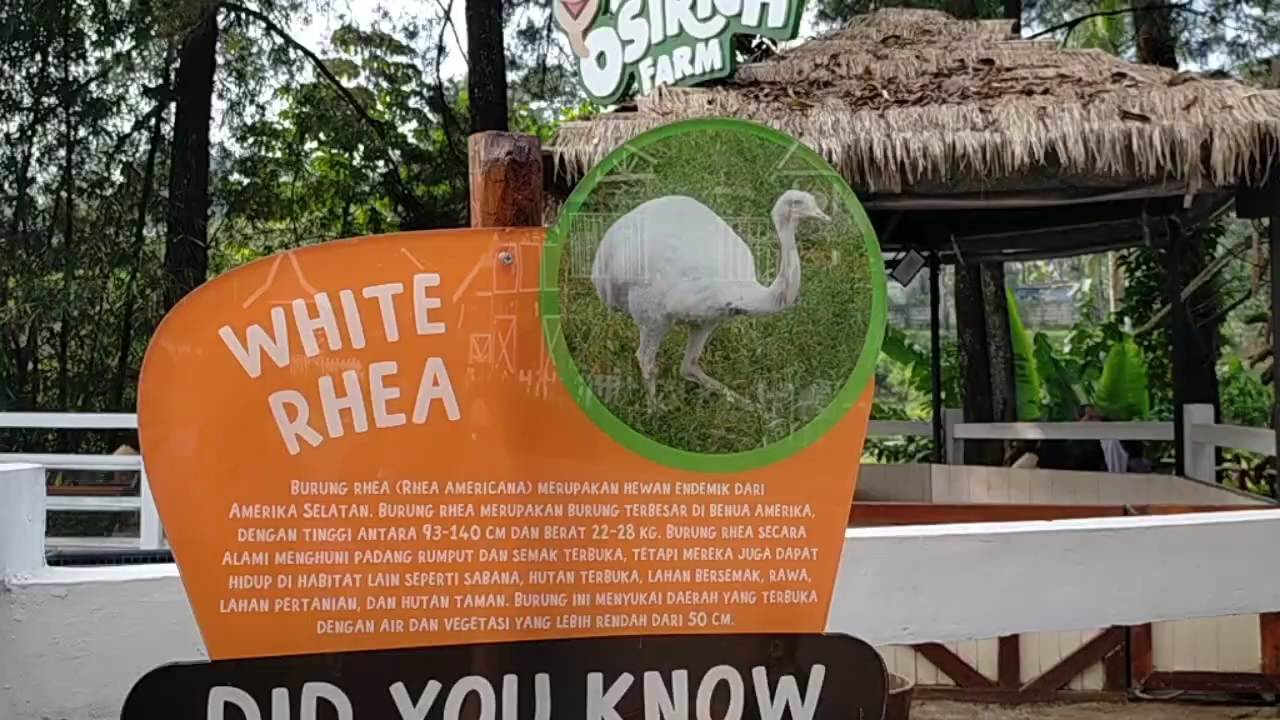 OSTRICH
FARM
WHITE
RHEA
BURUNG RHEA (RHEA AMERICANA) MERUPAKAN HEWAN ENDEMIK DARI
AMERIKA SELATAN. BURUNG RHEA MERUPAKAN BURUNG TERBESAR DI BENUA AMERIKA,
DENGAN TINGGI ANTARA 93-140 CM DAN BERAT 22-28 KG. BURUNG RHEA SECARA
ALAMI MENGHUNI PADANG RUMPUT DAN SEMAK TERBUKA, TETAPI MEREKA JUGA DAPAT
HIDUP DI HABITAT LAIN SEPERTI SABANA, HUTAN TERBUKA, LAHAN BERSEMAK, RAWA,
LAHAN PERTANIAN, DAN HUTAN TAMAN. BURUNG INI MENYUKAI DAERAH YANG TERBUKA
DENGAN AIR DAN VEGETASI YANG LEBIH RENDAH DARI 50 CM.
DID YOU KNOW